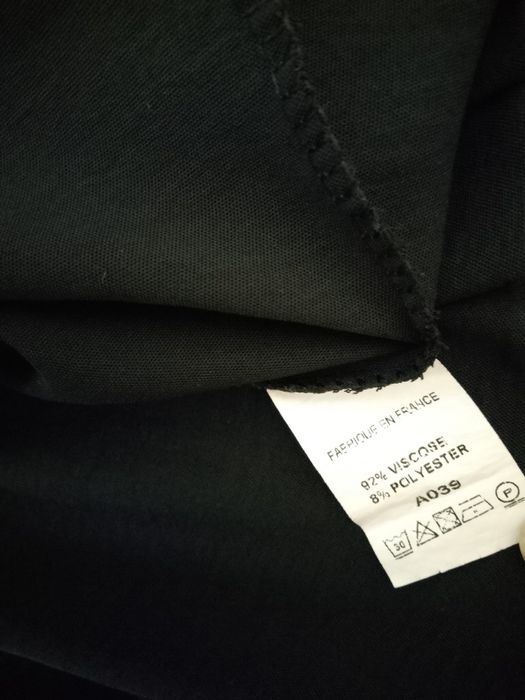 FABRIQUE EN FRANCE
92% VISCOSE
8% POLYESTER
A039
30 P